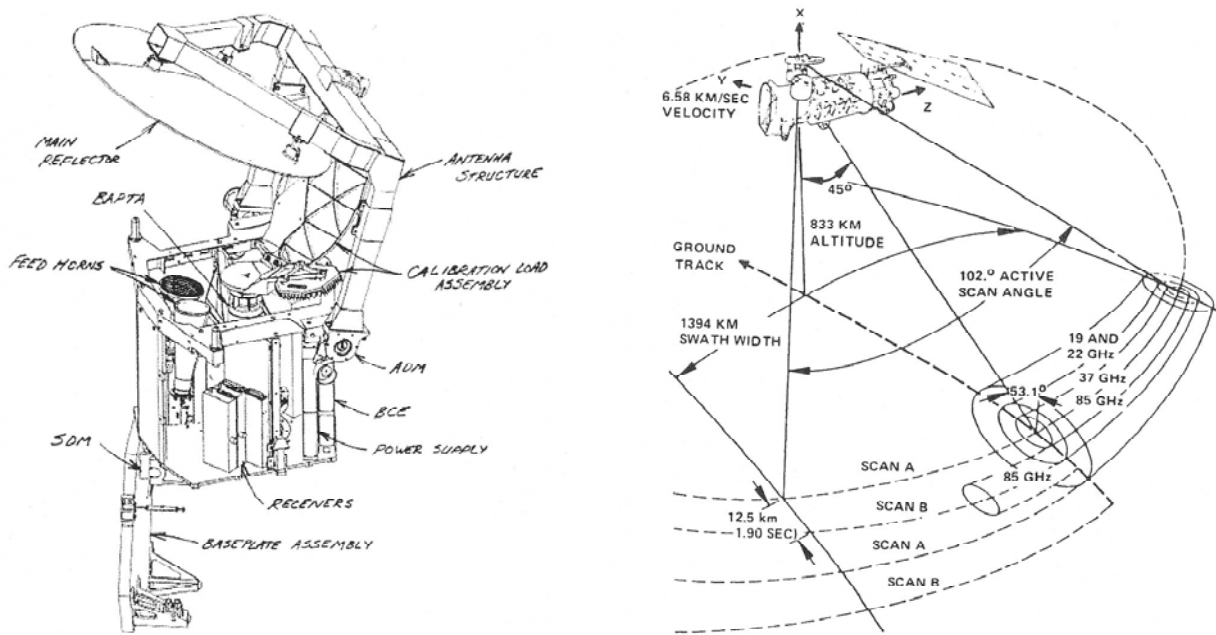 MAIN
REFLECTOR
BAPTA
FEED HORNS
ANTENNA
STRUCTURE
CALIBRATION LOAD
ASSEMBLY
ADM
BCE
POWER SUPPLY
SDM
RECENERS
BASEPLATE ASSEMBLY
X
Y
6.58 KM/SEC
VELOCITY
Z
45°
833 KM
ALTITUDE
GROUND
TRACK
102.° ACTIVE
SCAN ANGLE
1394 KM
SWATH WIDTH
19 AND
22 GHz
37 GHz
53.1°
85 GHz
SCAN A
85 GHz
SCAN B
12.5 km
1.90 SEC)
SCAN A
SCAN B